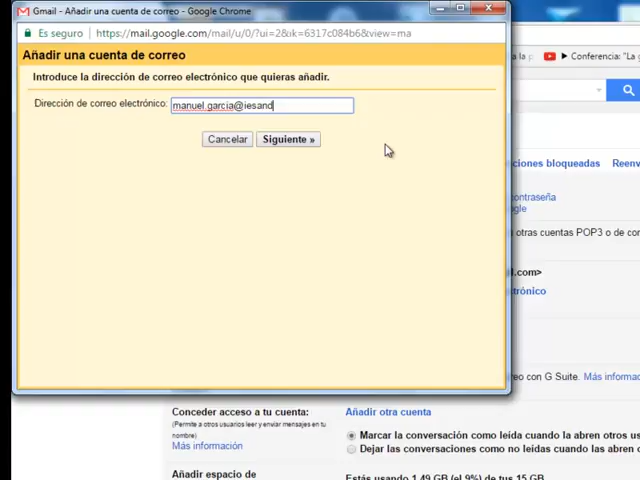 Gmail - Añadir una cuenta de correo - Google Chrome
Es seguro https://mail.google.com/mail/u/0/?ui=2&ik=6317c084b6&view=ma
Añadir una cuenta de correo
Introduce la dirección de correo electrónico que quieras añadir.
Dirección de correo electrónico: manuel.garcia@iesand
Cancelar Siguiente »
Conferencia: "La g
ciones bloqueadas Reenv
contraseña
gle
otras cuentas POP3 o de cor
l.com>
ectrónico
reo con G Suite. Más informa
Conceder acceso a tu cuenta: Añadir otra cuenta
(Permite a otros usuarios leer y enviar mensajes en tu
nombre)
Más información
Marcar la conversación como leída cuando la abren otros us
Dejar las conversaciones como no leídas cuando las abren o
Añadir espacio de Estás usando 1,49 GB (el 9%) de tus 15 GB.